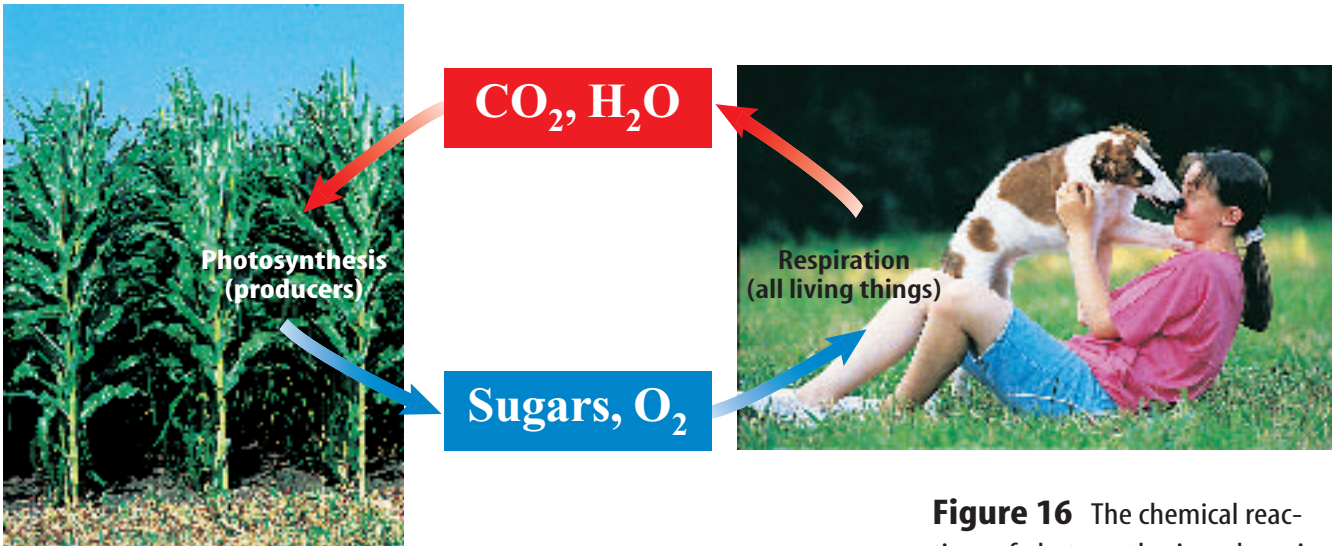 CO₂, H₂O
Photosynthesis
(producers)
Respiration
(all living things)
Sugars, O₂
Figure 16 The chemical reac-